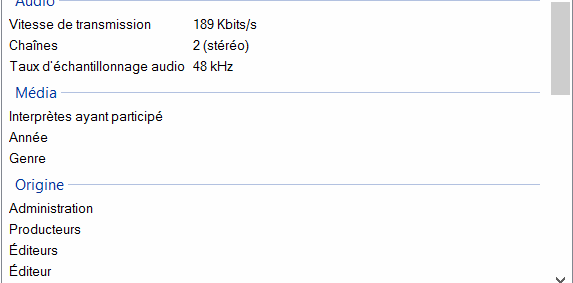 Audio
Vitesse de transmission 189 Kbits/s
Chaînes 2 (stéréo)
Taux d'échantillonnage audio 48 kHz
Média
Interprètes ayant participé
Année
Genre
Origine
Administration
Producteurs
Éditeurs
Éditeur